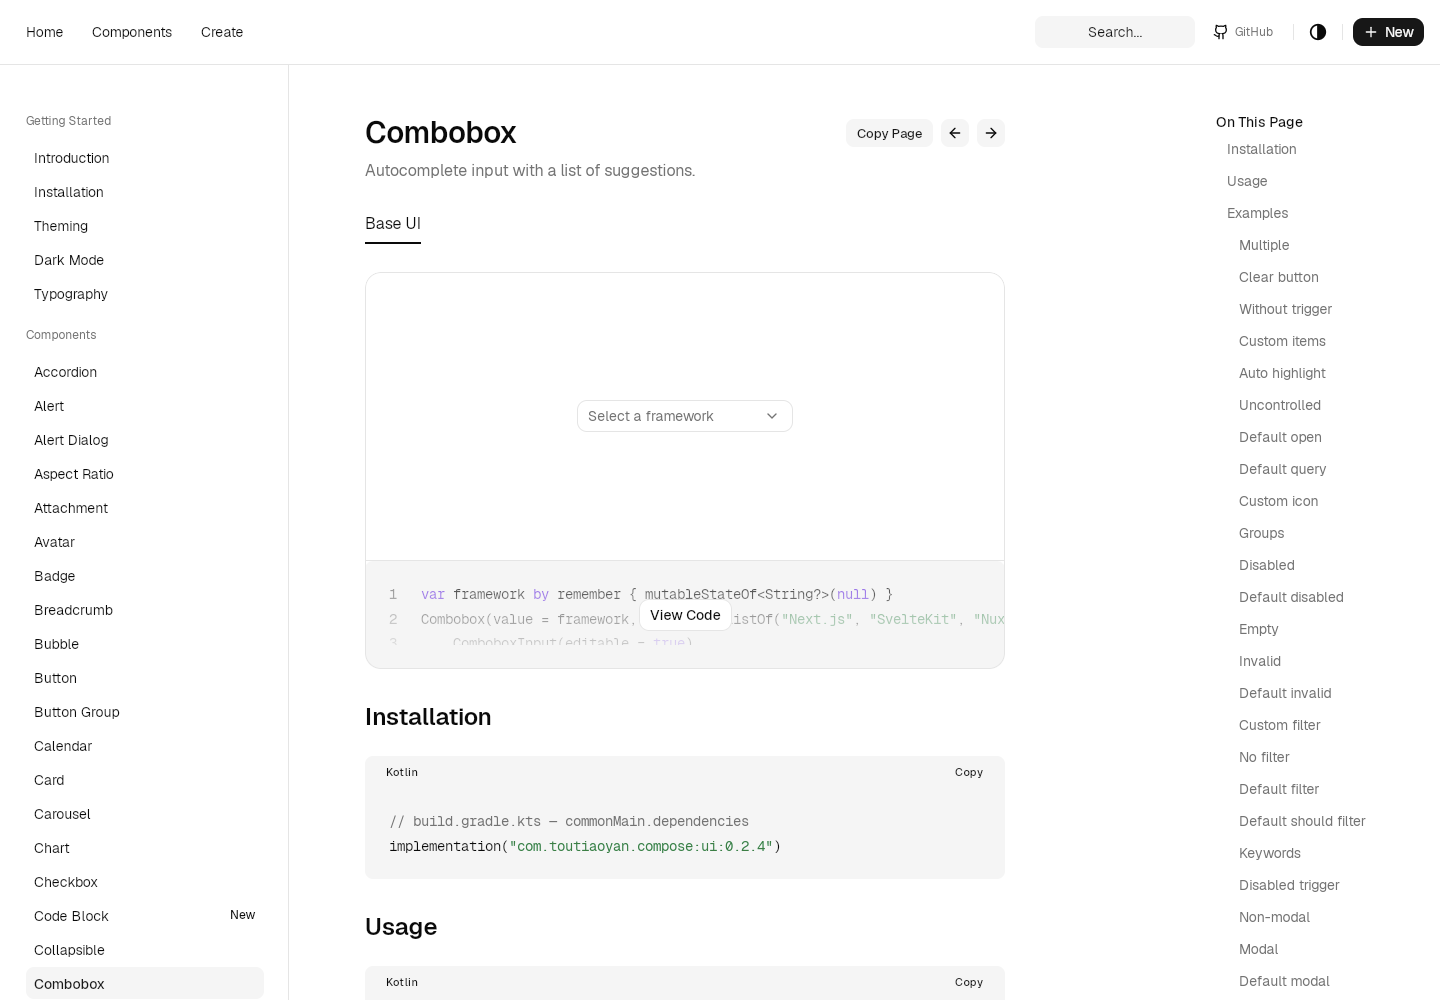 Home
Components
Create
Search...
GitHub
New
Getting Started
Introduction
Installation
Theming
Dark Mode
Typography
Components
Accordion
Alert
Alert Dialog
Aspect Ratio
Attachment
Avatar
Badge
Breadcrumb
Bubble
Button
Button Group
Calendar
Card
Carousel
Chart
Checkbox
Code Block New
Collapsible
Combobox
Combobox
Copy Page
Autocomplete input with a list of suggestions.
Base UI
Select a framework
1 var framework by remember { mutableStateOf<String?>(null) }
2 Combobox(value = framework, istOf("Next.js", "SvelteKit", "Nux
3 ComboboxInput(editable = true)
View Code
Installation
Kotlin Copy
// build.gradle.kts — commonMain.dependencies
implementation("com.toutiaoyan.compose:ui:0.2.4")
Usage
Kotlin Copy
On This Page
Installation
Usage
Examples
Multiple
Clear button
Without trigger
Custom items
Auto highlight
Uncontrolled
Default open
Default query
Custom icon
Groups
Disabled
Default disabled
Empty
Invalid
Default invalid
Custom filter
No filter
Default filter
Default should filter
Keywords
Disabled trigger
Non-modal
Modal
Default modal